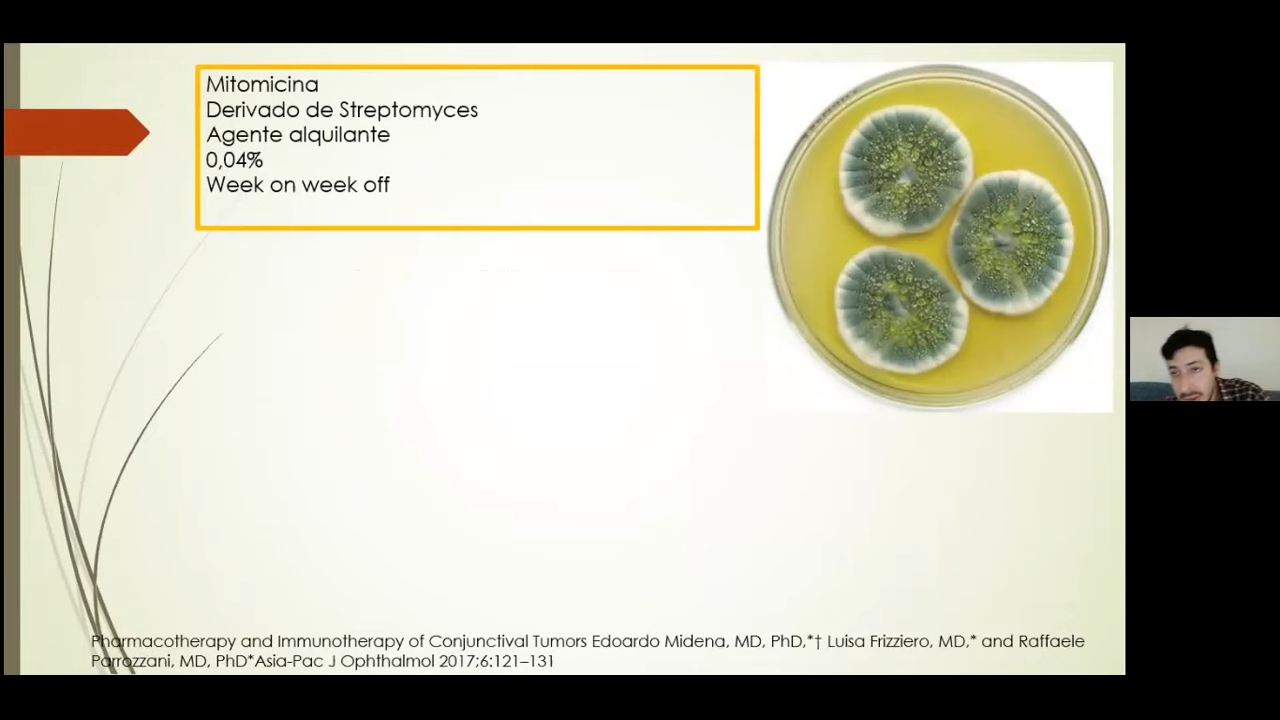 Mitomicina
Derivado de Streptomyces
Agente alquilante
0,04%
Week on week off
Pharmacotherapy and Immunotherapy of Conjunctival Tumors Edoardo Midena, MD, PhD,*† Luisa Frizziero, MD,* and Raffaele
Parrozzani, MD, PhD*Asia-Pac J Ophthalmol 2017;6:121–131